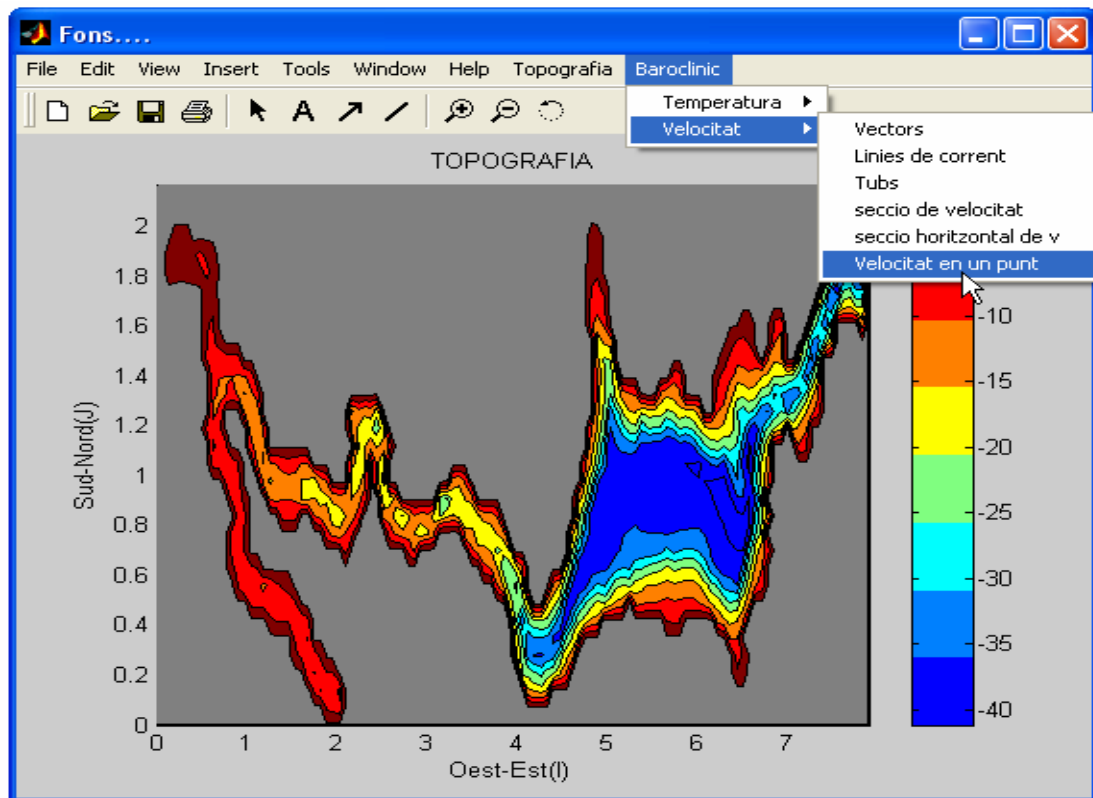 Fons....
File Edit View Insert Tools Window Help Topografia Baroclinic
Temperatura
Velocitat
Vectors
Linies de corrent
Tubs
seccio de velocitat
seccio horitzontal de v
Velocitat en un punt
A
TOPOGRAFIA
2
1.8
1.6
1.4
1.2
1
0.8
0.6
0.4
0.2
0
Sud-Nord(J)
0 1 2 3 4 5 6 7
Oest-Est(I)
-10
-15
-20
-25
-30
-35
-40